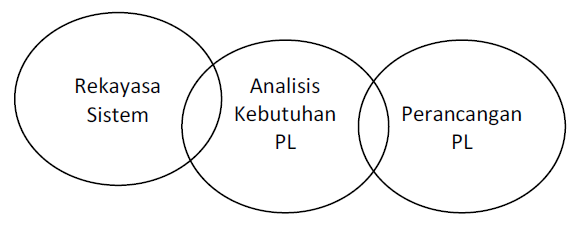 Rekayasa
Sistem
Analisis
Kebutuhan
PL
Perancangan
PL